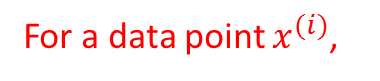 For a data point x⁽ⁱ⁾,